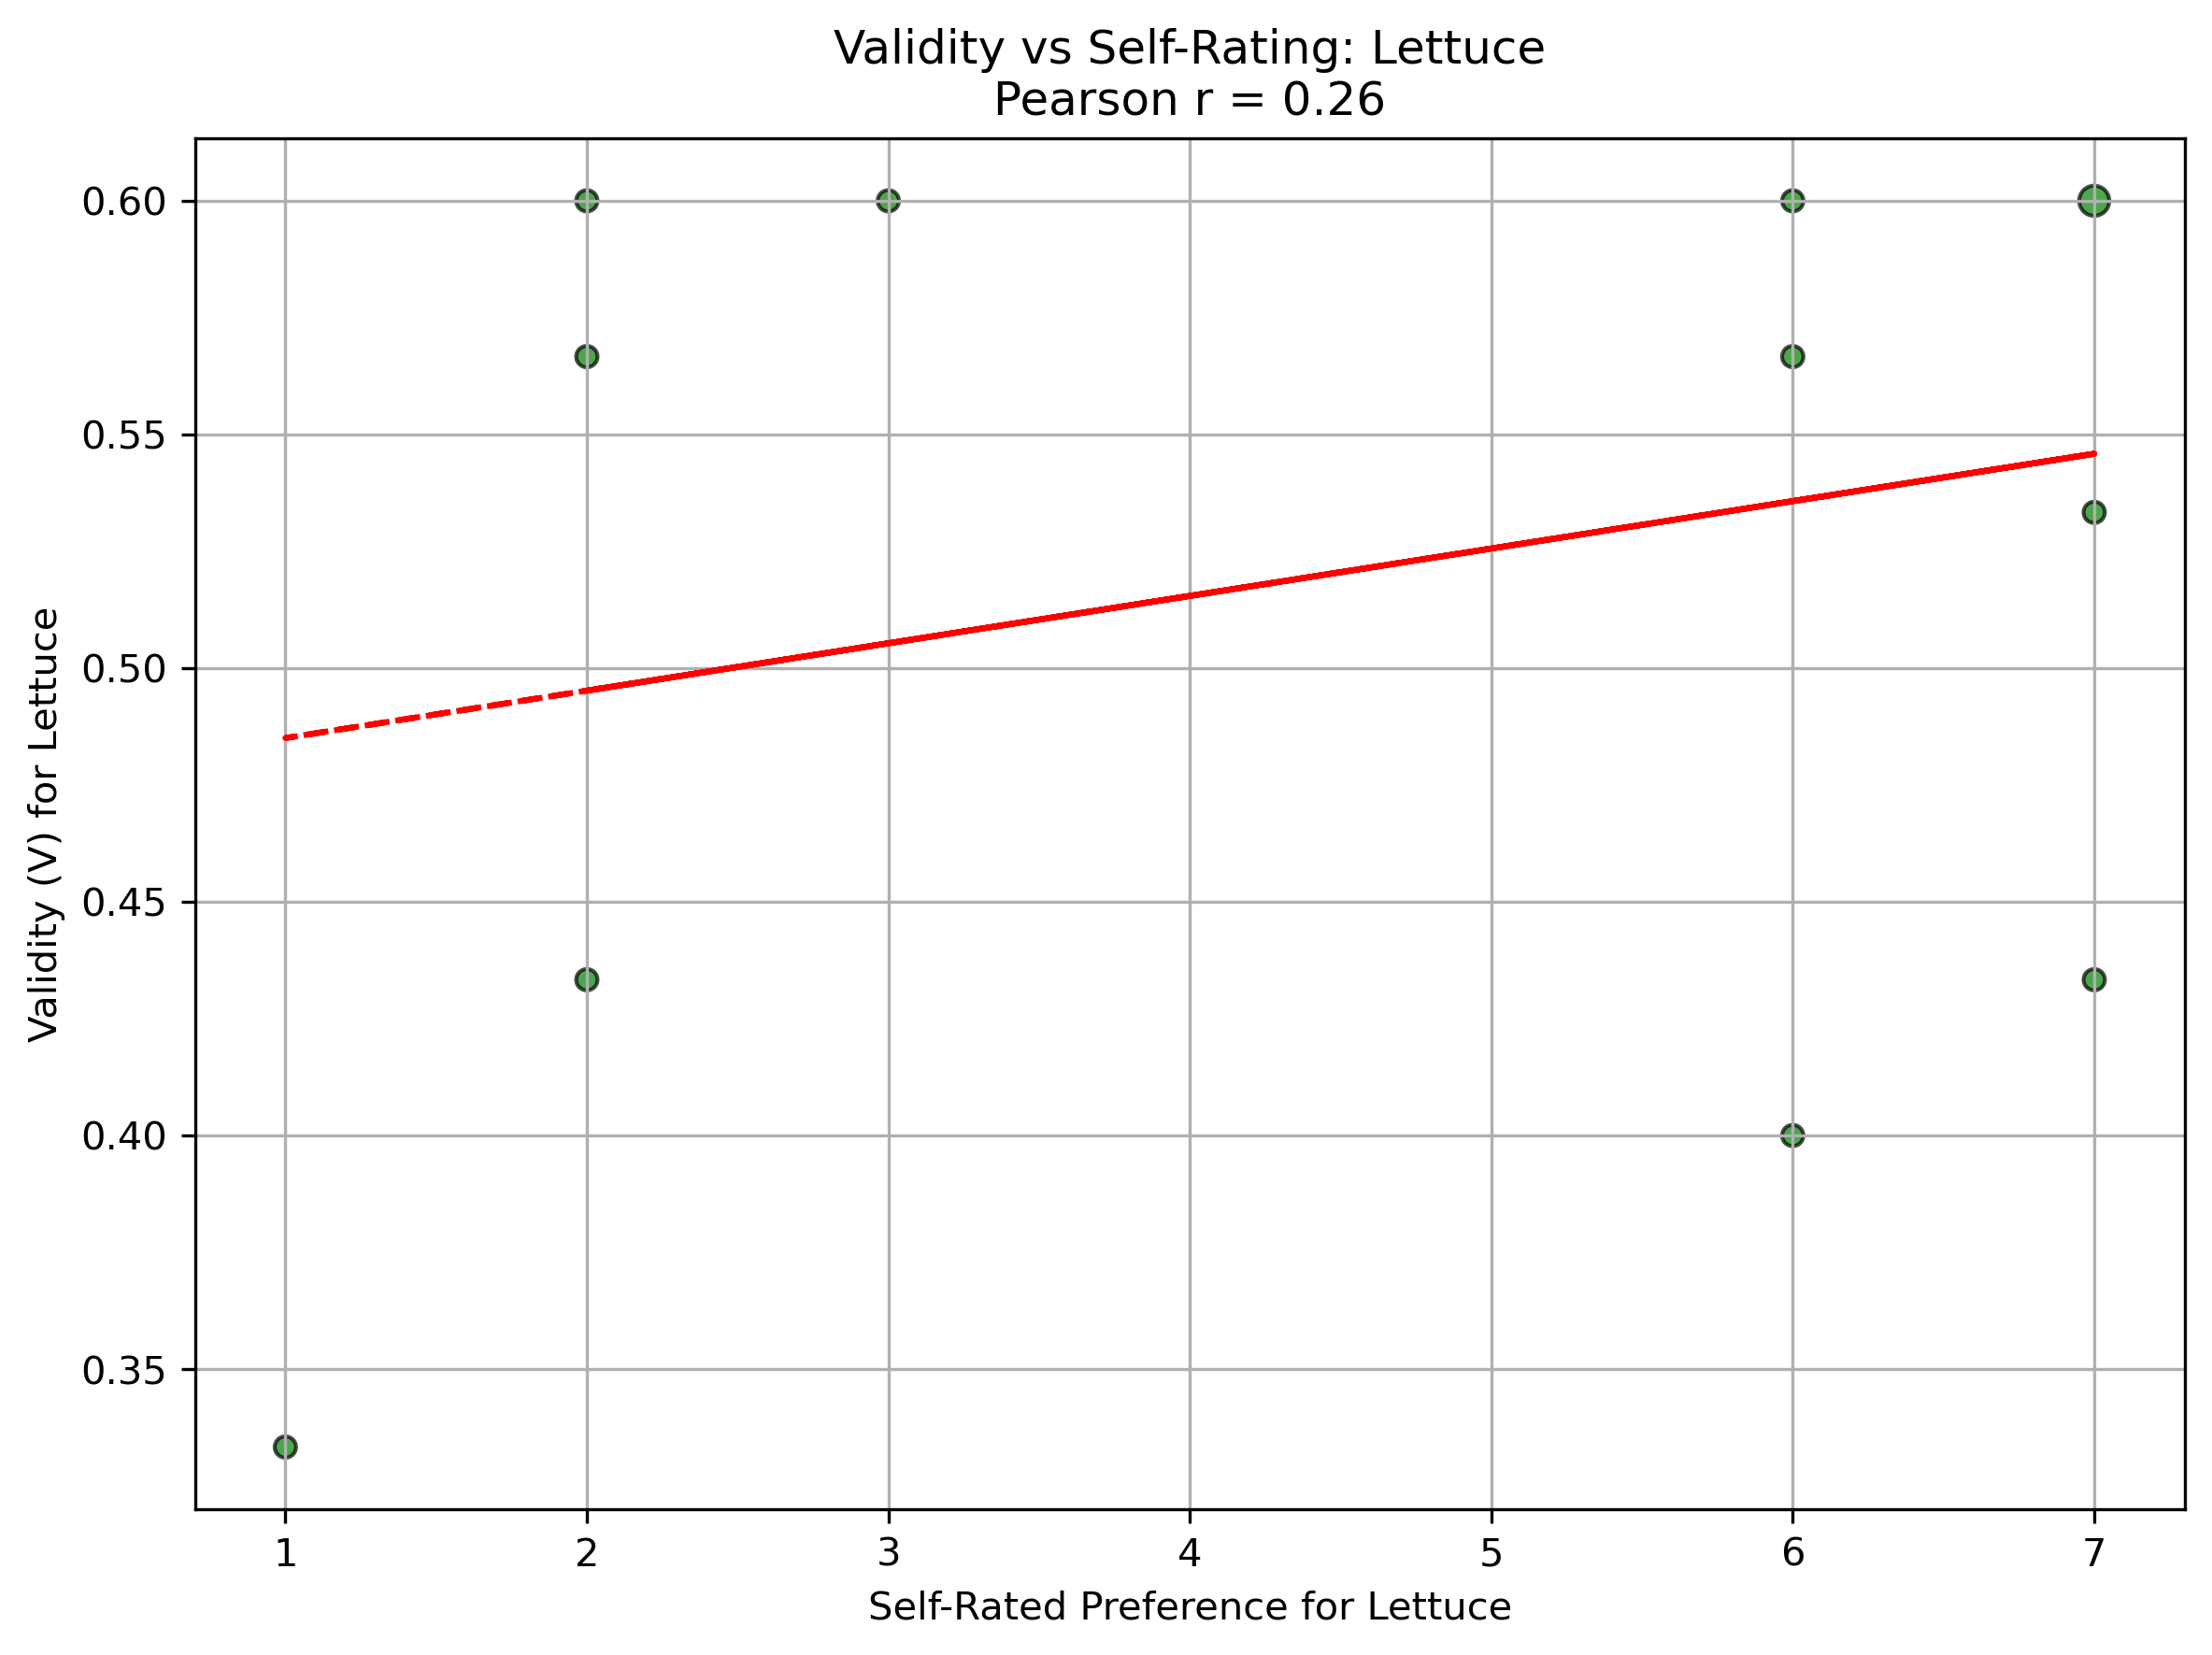 Validity vs Self-Rating: Lettuce
Pearson r = 0.26
Validity (V) for Lettuce
0.60
0.55
0.50
0.45
0.40
0.35
1 2 3 4 5 6 7
Self-Rated Preference for Lettuce